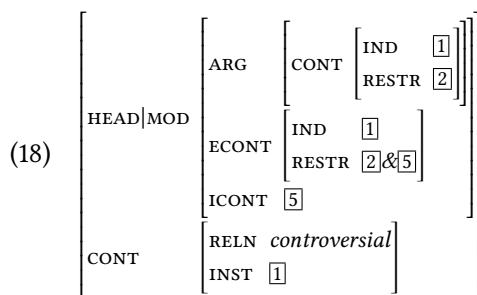 ARG CONT IND 1
RESTR 2
HEAD|MOD ECONT IND 1
RESTR 2&5
(18)
ICONT 5
CONT RELN controversial
INST 1